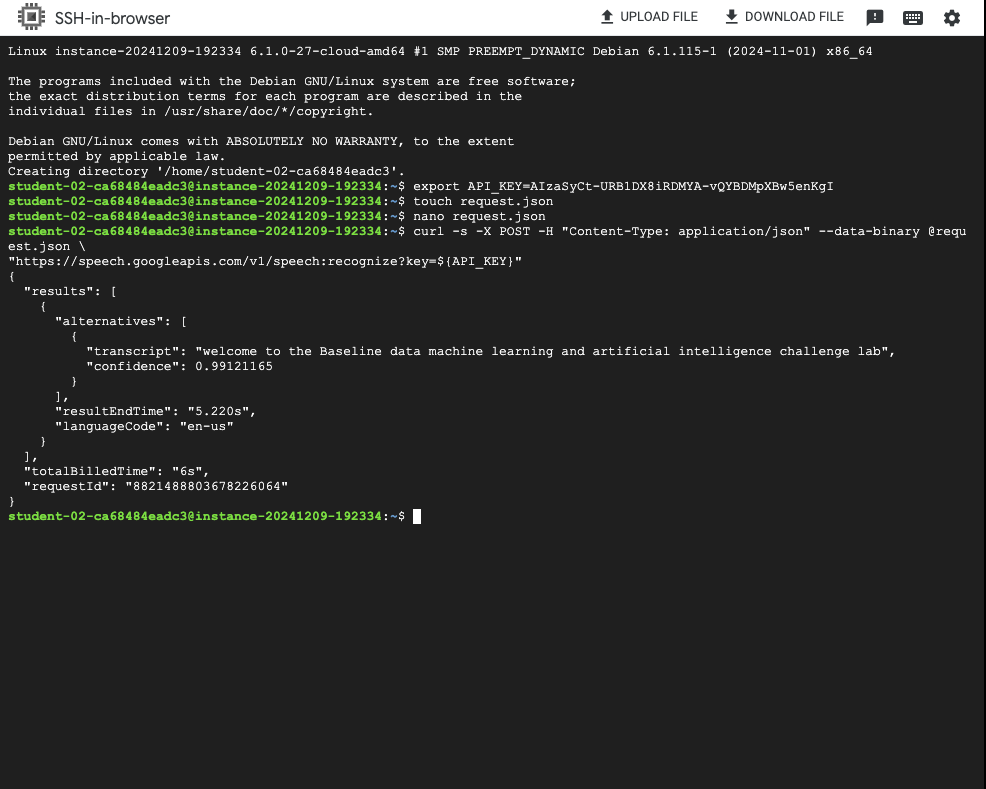 SSH-in-browser
UPLOAD FILE
DOWNLOAD FILE
Linux instance-20241209-192334 6.1.0-27-cloud-amd64 #1 SMP PREEMPT_DYNAMIC Debian 6.1.115-1 (2024-11-01) x86_64
The programs included with the Debian GNU/Linux system are free software;
the exact distribution terms for each program are described in the
individual files in /usr/share/doc/*/copyright.
Debian GNU/Linux comes with ABSOLUTELY NO WARRANTY, to the extent
permitted by applicable law.
Creating directory '/home/student-02-ca68484eadc3'.
student-02-ca68484eadc3@instance-20241209-192334:~$ export API_KEY=AIzaSyCt-URB1DX8iRDMYA-vQYBDMpXBw5enKgI
student-02-ca68484eadc3@instance-20241209-192334:~$ touch request.json
student-02-ca68484eadc3@instance-20241209-192334:~$ nano request.json
student-02-ca68484eadc3@instance-20241209-192334:~$ curl -s -X POST -H "Content-Type: application/json" --data-binary @requ
est.json \
"https://speech.googleapis.com/v1/speech:recognize?key=${API_KEY}"
{
  "results": [
    {
      "alternatives": [
        {
          "transcript": "welcome to the Baseline data machine learning and artificial intelligence challenge lab",
          "confidence": 0.99121165
        }
      ],
      "resultEndTime": "5.220s",
      "languageCode": "en-us"
    }
  ],
  "totalBilledTime": "6s",
  "requestId": "8821488803678226064"
}
student-02-ca68484eadc3@instance-20241209-192334:~$